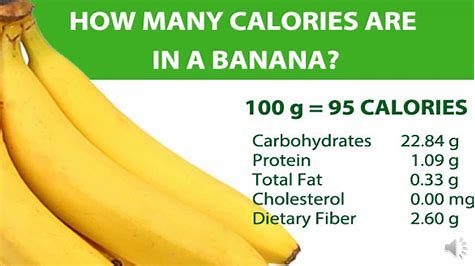 HOW MANY CALORIES ARE
IN A BANANA?
100 g = 95 CALORIES
Carbohydrates 22.84 g
Protein 1.09 g
Total Fat 0.33 g
Cholesterol 0.00 mg
Dietary Fiber 2.60 g